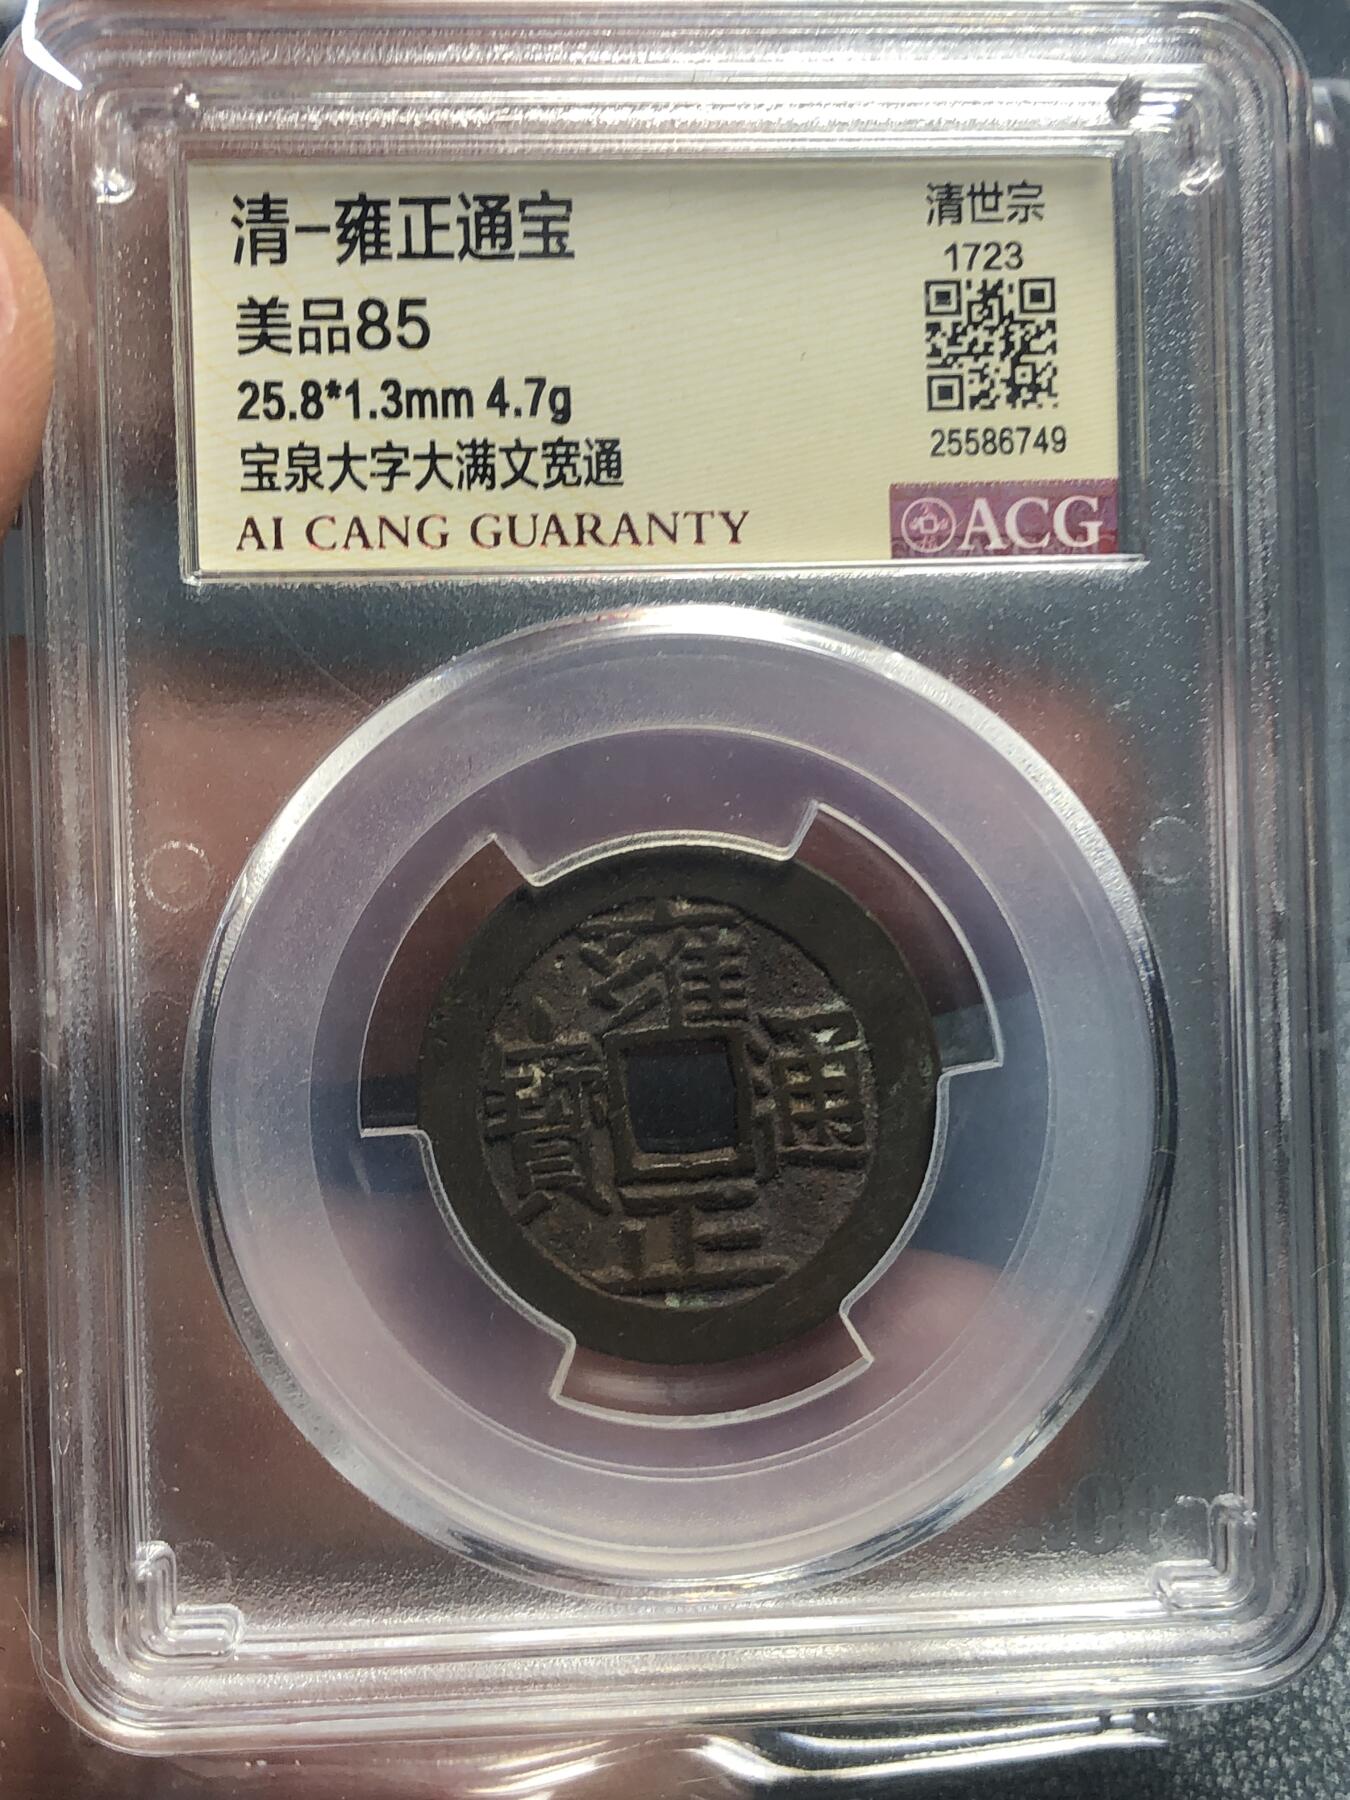 清-雍正通宝
美品85
25.8*1.3mm 4.7g
宝泉大字大满文宽通
AI CANG GUARANTY
清世宗
1723
25586749
ACG
雍
正
通
寶